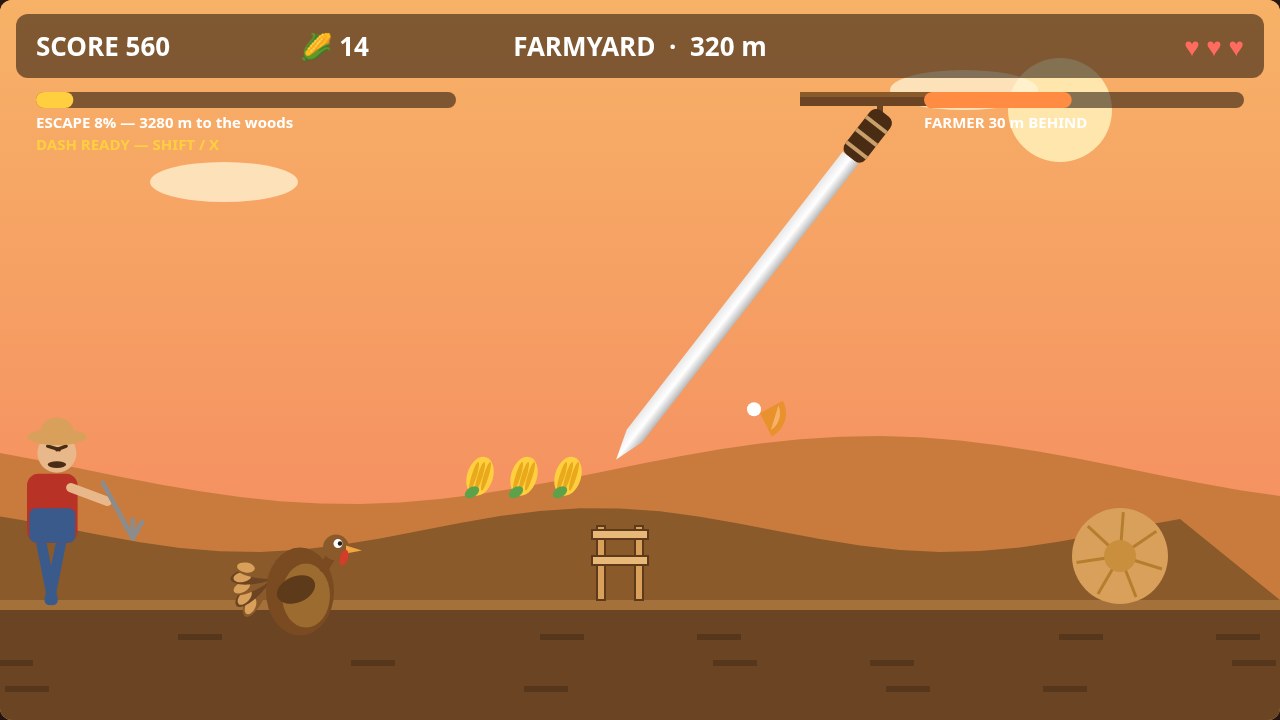 SCORE 560
🌽 14
FARMYARD · 320 m
♥ ♥ ♥
ESCAPE 8% — 3280 m to the woods
FARMER 30 m BEHIND
DASH READY — SHIFT / X